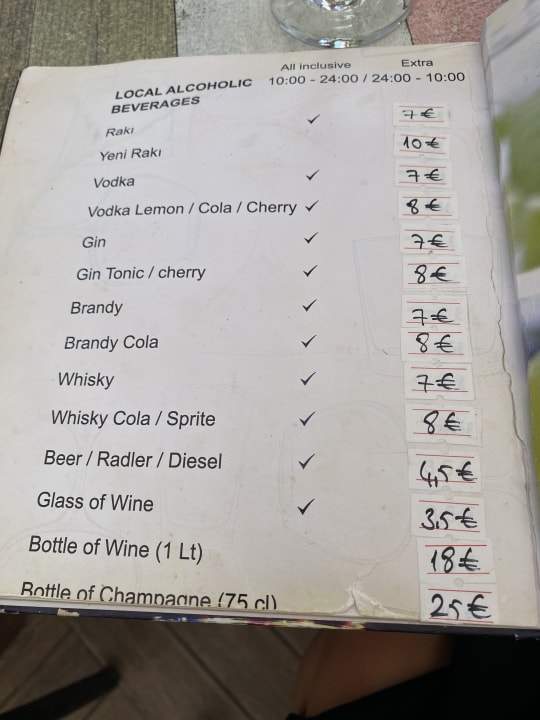 All inclusive Extra
LOCAL ALCOHOLIC 10:00 - 24:00 / 24:00 - 10:00
BEVERAGES
Rakı ✓ 7 €
Yeni Rakı 10 €
Vodka ✓ 7 €
Vodka Lemon / Cola / Cherry ✓ 8 €
Gin ✓ 7 €
Gin Tonic / cherry ✓ 8 €
Brandy ✓ 7 €
Brandy Cola ✓ 8 €
Whisky ✓ 7 €
Whisky Cola / Sprite ✓ 8 €
Beer / Radler / Diesel ✓ 4,5 €
Glass of Wine ✓ 3,5 €
Bottle of Wine (1 Lt) 18 €
Bottle of Champagne (75 cl) 25 €